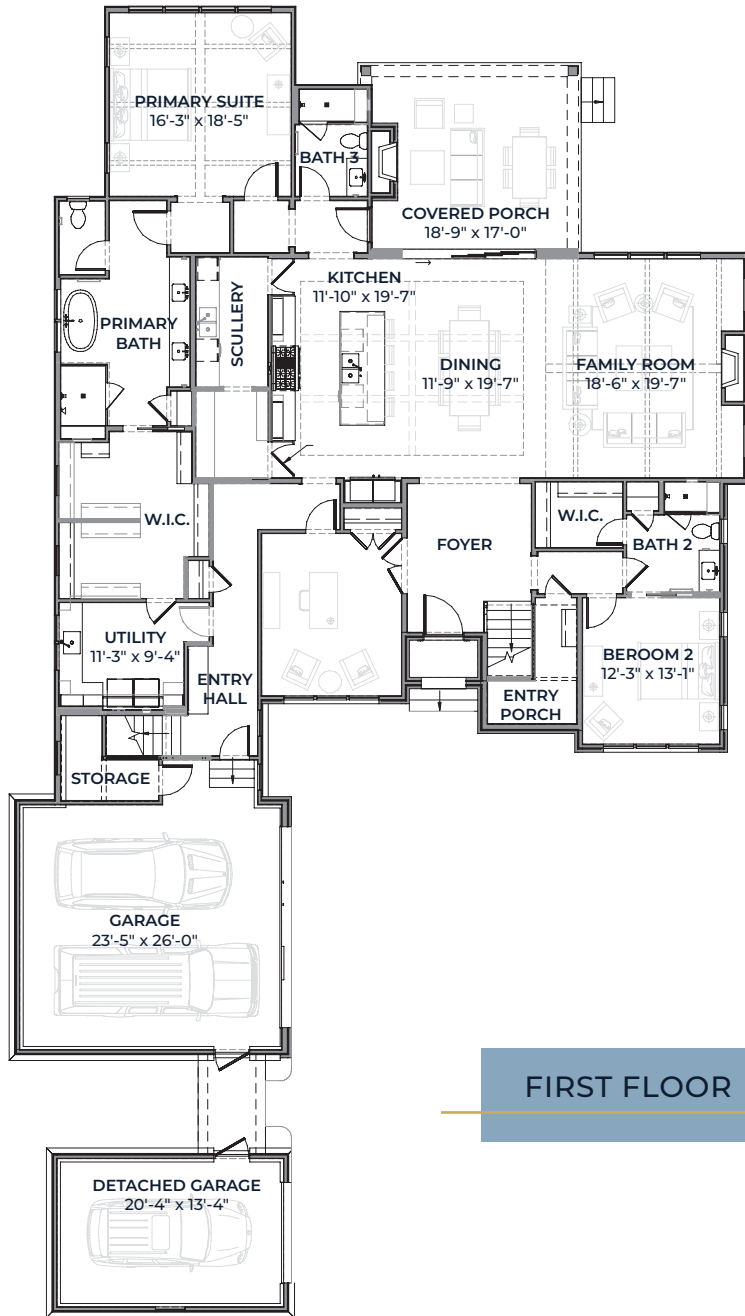 PRIMARY SUITE
16'-3" x 18'-5"
BATH 3
COVERED PORCH
18'-9" x 17'-0"
KITCHEN
11'-10" x 19'-7"
SCULLERY
PRIMARY
BATH
DINING
11'-9" x 19'-7"
FAMILY ROOM
18'-6" x 19'-7"
W.I.C.
FOYER
W.I.C.
BATH 2
UTILITY
11'-3" x 9'-4"
ENTRY
HALL
BEROOM 2
12'-3" x 13'-1"
ENTRY
PORCH
STORAGE
GARAGE
23'-5" x 26'-0"
FIRST FLOOR
DETACHED GARAGE
20'-4" x 13'-4"